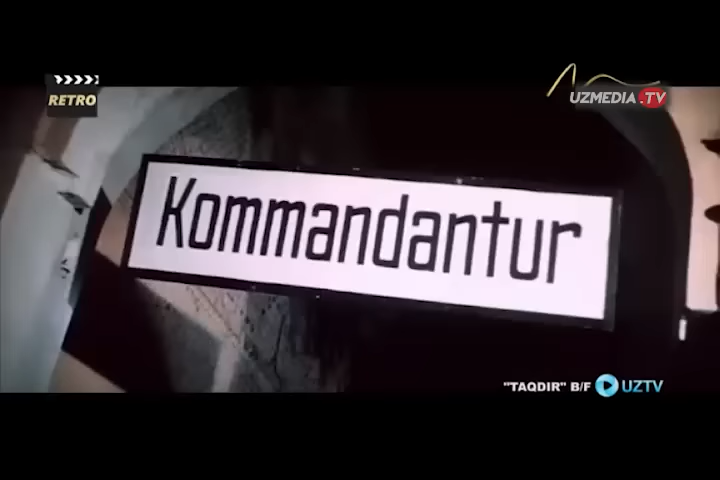 RETRO
UZMEDIA.TV
Kommandantur
"TAQDIR" B/F UZTV